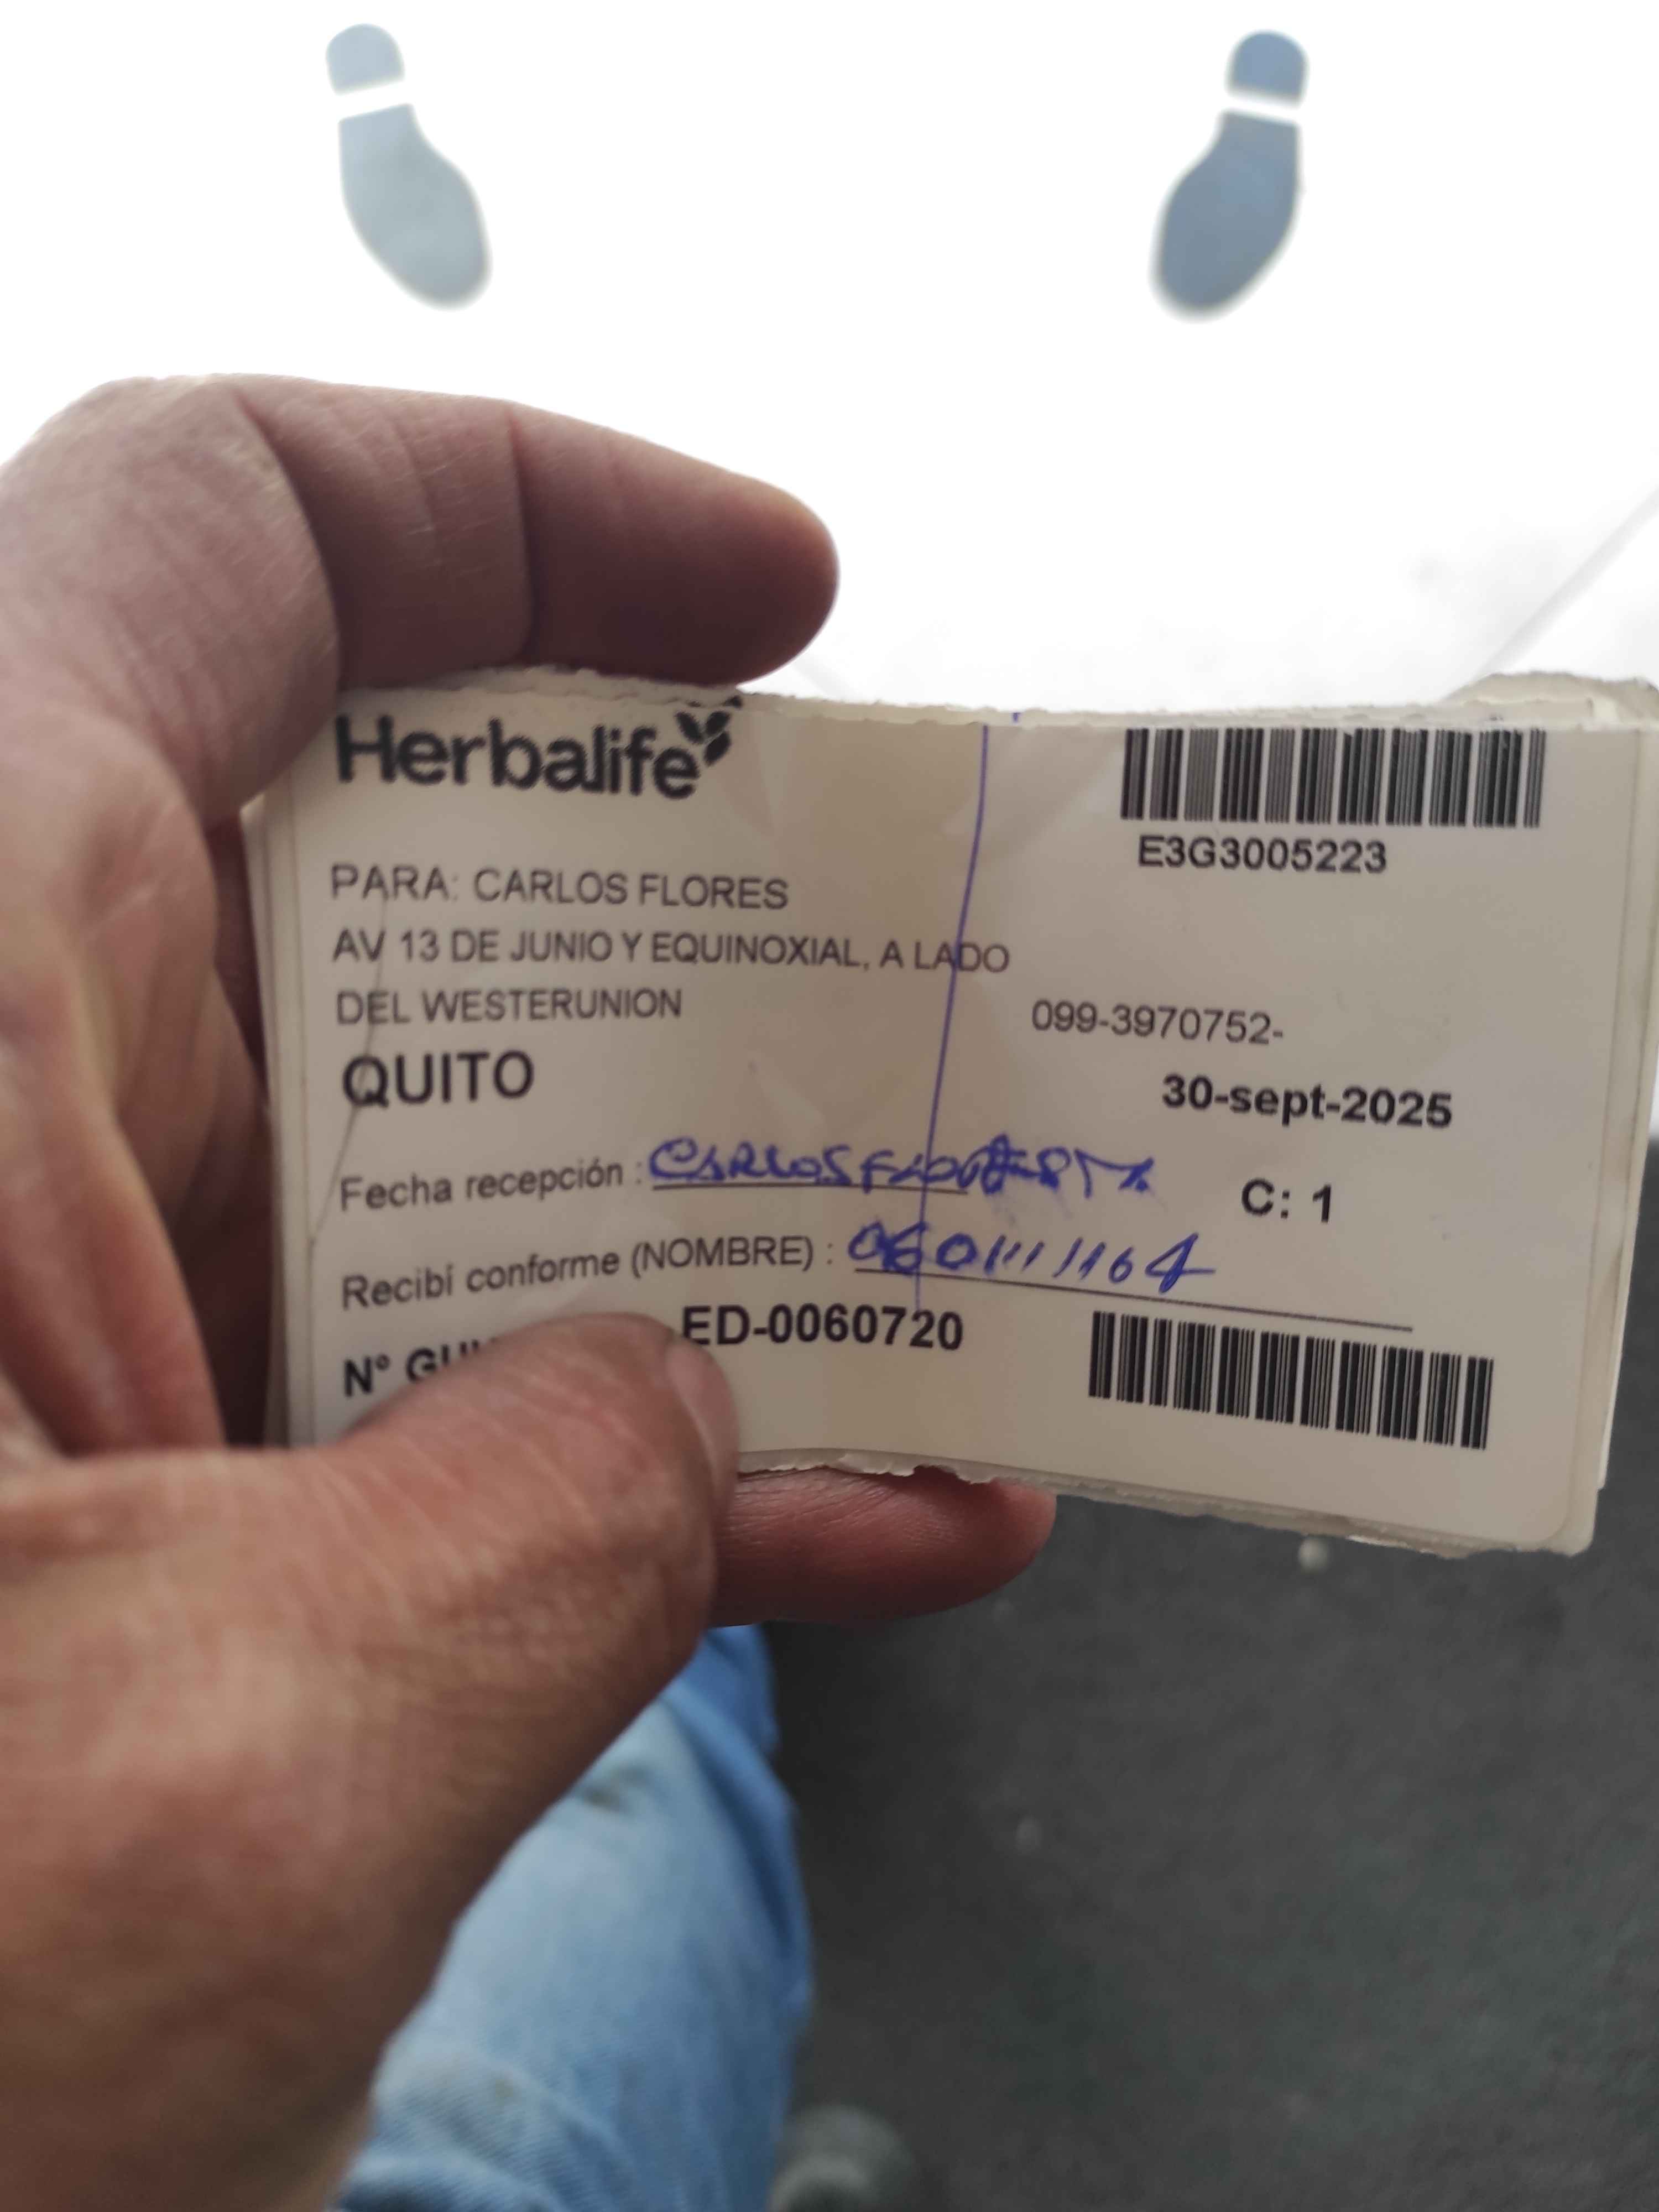 Herbalife
E3G3005223
PARA: CARLOS FLORES
AV 13 DE JUNIO Y EQUINOXIAL, A LADO
DEL WESTERUNION
099-3970752-
QUITO
30-sept-2025
Fecha recepción : CARLOS
C: 1
Recibí conforme (NOMBRE) :
N° ED-0060720